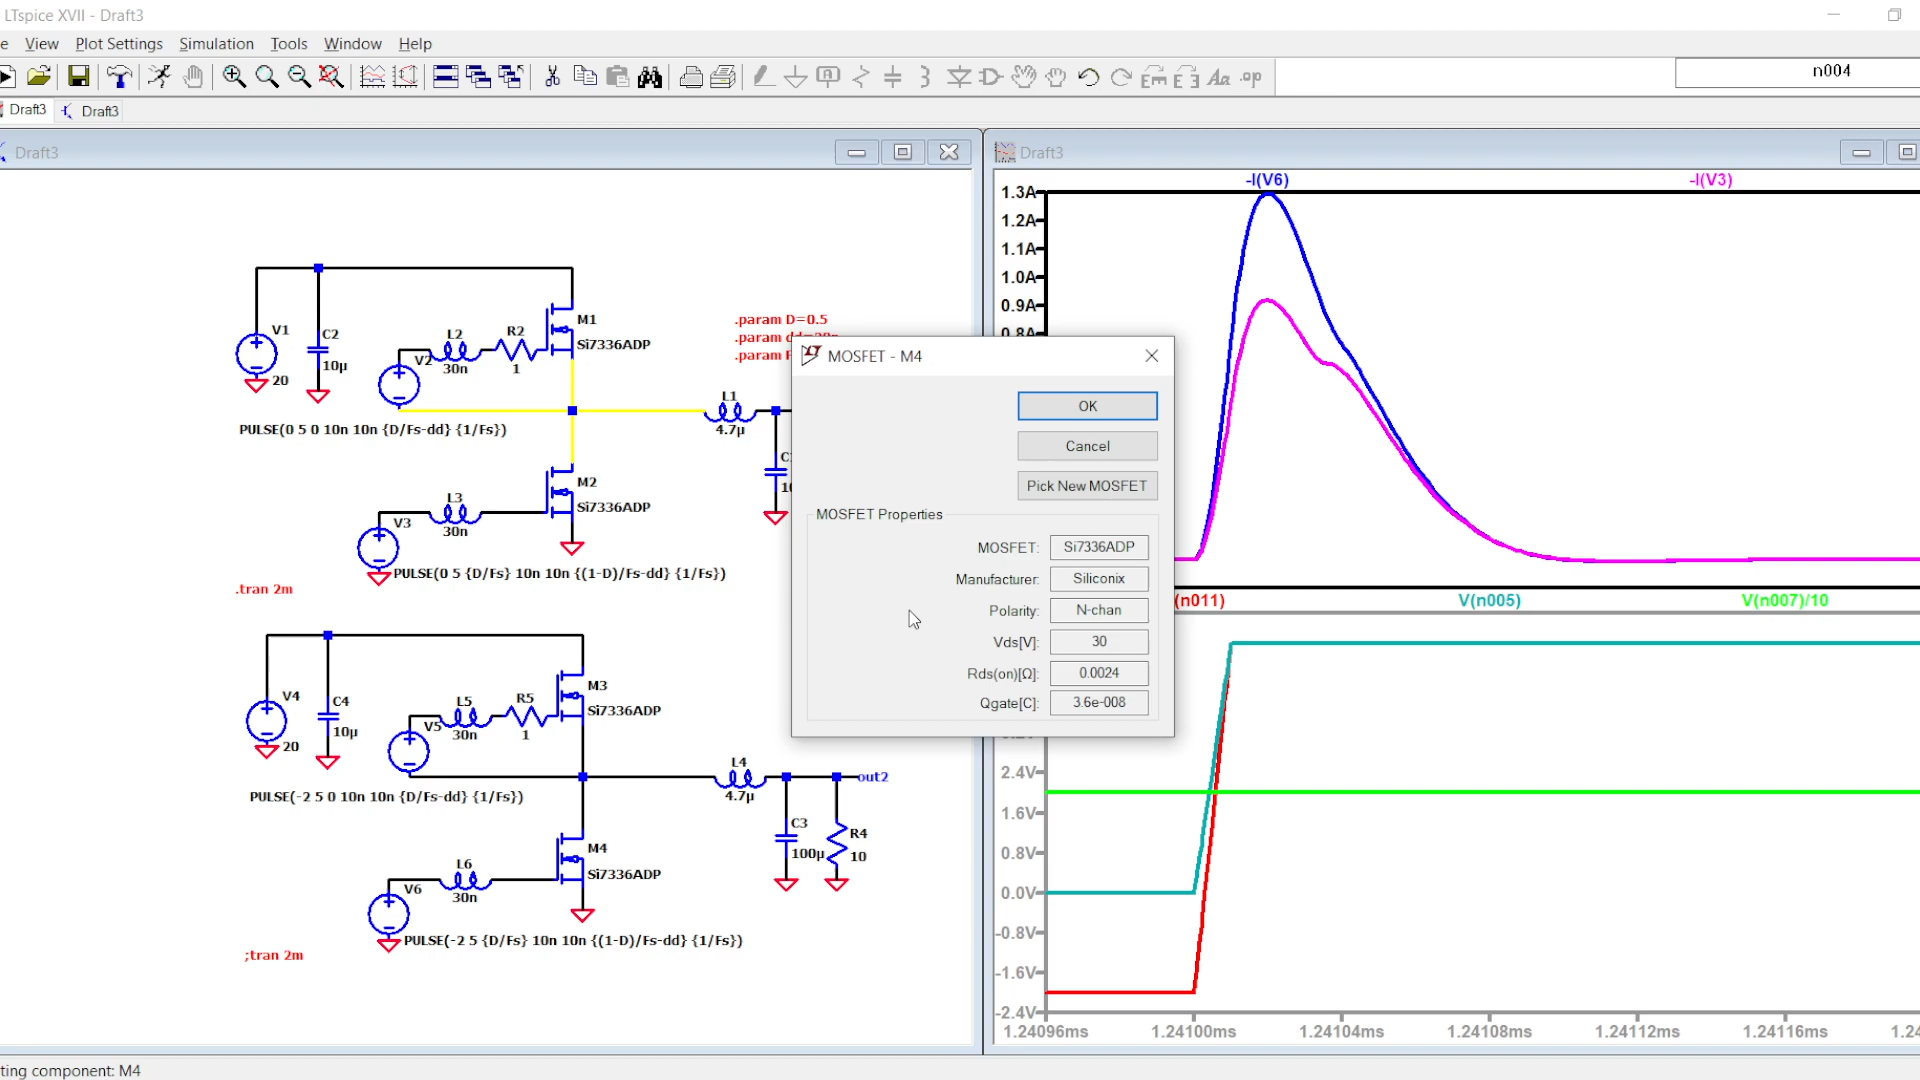 LTspice XVII - Draft3
e View Plot Settings Simulation Tools Window Help
n004
Draft3 Draft3
Draft3
V1
20
C2
10µ
V2
L2
30n
R2
1
M1
Si7336ADP
PULSE(0 5 0 10n 10n {D/Fs-dd} {1/Fs})
.param D=0.5
.param
.param F
L1
4.7µ
M2
Si7336ADP
L3
30n
V3
PULSE(0 5 {D/Fs} 10n 10n {(1-D)/Fs-dd} {1/Fs})
.tran 2m
V4
20
C4
10µ
V5
L5
30n
R5
1
M3
Si7336ADP
PULSE(-2 5 0 10n 10n {D/Fs-dd} {1/Fs})
L4
4.7µ
out2
C3
100µ
R4
10
M4
Si7336ADP
L6
30n
V6
PULSE(-2 5 {D/Fs} 10n 10n {(1-D)/Fs-dd} {1/Fs})
;tran 2m
MOSFET - M4
OK
Cancel
Pick New MOSFET
MOSFET Properties
MOSFET: Si7336ADP
Manufacturer: Siliconix
Polarity: N-chan
Vds[V]: 30
Rds(on)[Ω]: 0.0024
Qgate[C]: 3.6e-008
Draft3
-I(V6) -I(V3)
1.3A
1.2A
1.1A
1.0A
0.9A
0.8A
(n011) V(n005) V(n007)/10
2.4V
1.6V
0.8V
0.0V
-0.8V
-1.6V
-2.4V
1.24096ms 1.24100ms 1.24104ms 1.24108ms 1.24112ms 1.24116ms 1.24
ting component: M4